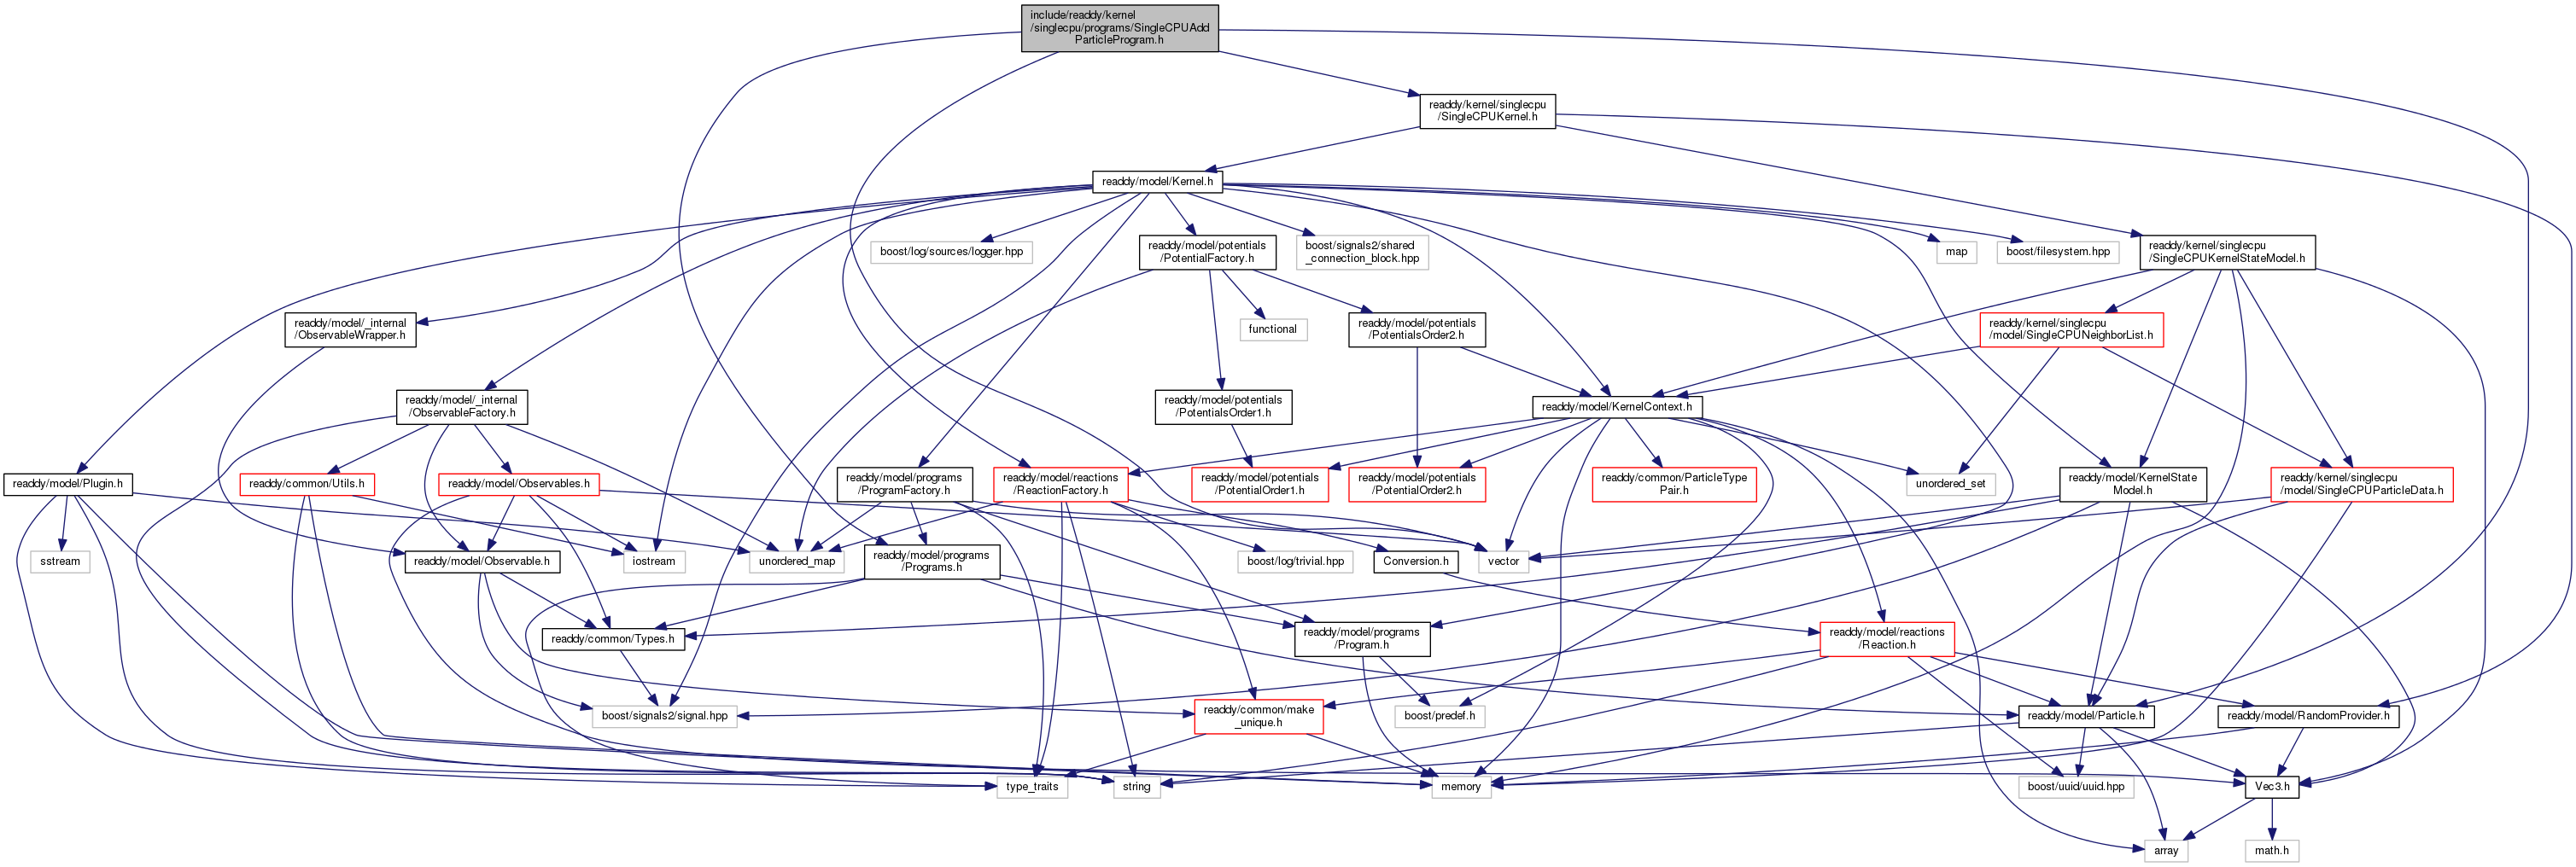 include/readdy/kernel
/singlecpu/programs/SingleCPUAdd
ParticleProgram.h
readdy/kernel/singlecpu
/SingleCPUKernel.h
readdy/model/Kernel.h
boost/log/sources/logger.hpp
readdy/model/potentials
/PotentialFactory.h
boost/signals2/shared
_connection_block.hpp
map
boost/filesystem.hpp
readdy/kernel/singlecpu
/SingleCPUKernelStateModel.h
readdy/model/_internal
/ObservableWrapper.h
functional
readdy/model/potentials
/PotentialsOrder2.h
readdy/kernel/singlecpu
/model/SingleCPUNeighborList.h
readdy/model/_internal
/ObservableFactory.h
readdy/model/potentials
/PotentialsOrder1.h
readdy/model/KernelContext.h
readdy/model/Plugin.h
readdy/common/Utils.h
readdy/model/Observables.h
readdy/model/programs
/ProgramFactory.h
readdy/model/reactions
/ReactionFactory.h
readdy/model/potentials
/PotentialOrder1.h
readdy/model/potentials
/PotentialOrder2.h
readdy/common/ParticleType
Pair.h
unordered_set
readdy/model/KernelState
Model.h
readdy/kernel/singlecpu
/model/SingleCPUParticleData.h
sstream
readdy/model/Observable.h
iostream
unordered_map
readdy/model/programs
/Programs.h
boost/log/trivial.hpp
Conversion.h
vector
readdy/common/Types.h
readdy/model/programs
/Program.h
readdy/model/reactions
/Reaction.h
boost/signals2/signal.hpp
readdy/common/make
_unique.h
boost/predef.h
readdy/model/Particle.h
readdy/model/RandomProvider.h
type_traits
string
memory
boost/uuid/uuid.hpp
Vec3.h
array
math.h